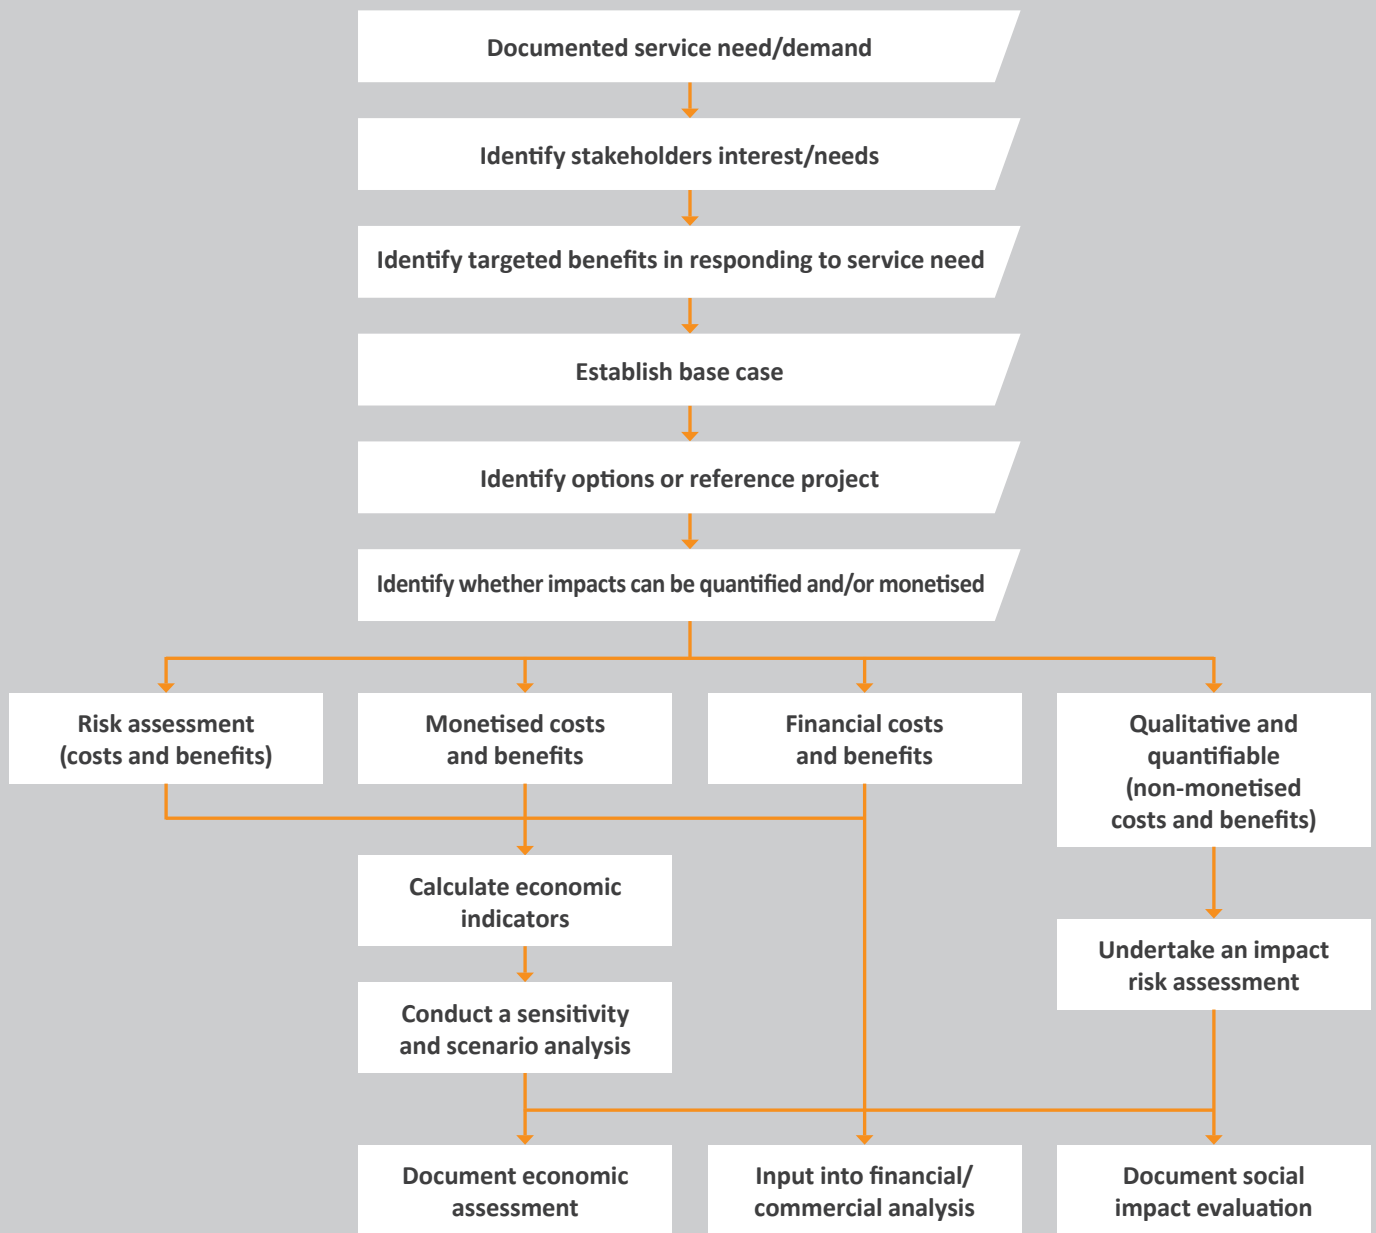 Documented service need/demand
Identify stakeholders interest/needs
Identify targeted benefits in responding to service need
Establish base case
Identify options or reference project
Identify whether impacts can be quantified and/or monetised
Risk assessment
(costs and benefits)
Monetised costs
and benefits
Financial costs
and benefits
Qualitative and
quantifiable
(non-monetised
costs and benefits)
Calculate economic
indicators
Undertake an impact
risk assessment
Conduct a sensitivity
and scenario analysis
Document economic
assessment
Input into financial/
commercial analysis
Document social
impact evaluation